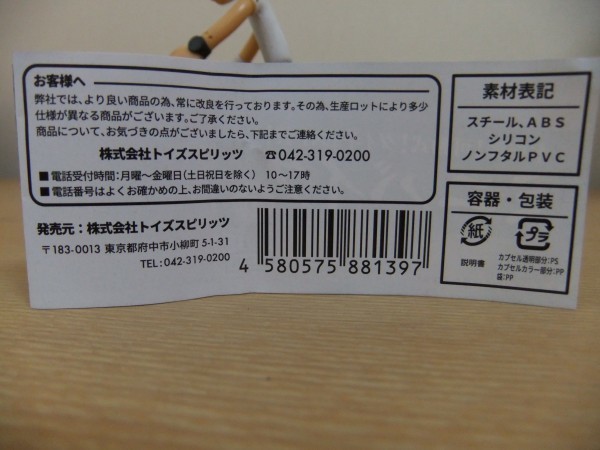 お客様へ
弊社では、より良い商品の為、常に改良を行っております。その為、生産ロットにより多少
仕様が異なる商品がございます。ご了承ください。
商品について、お気づきの点がございましたら、下記までご連絡ください。
株式会社トイズスピリッツ ☎042-319-0200
■電話受付時間:月曜〜金曜日(土日祝日を除く) 10〜17時
■電話番号はよくお確かめの上、お間違いのないようご注意ください。
発売元:株式会社トイズスピリッツ
〒183-0013 東京都府中市小柳町 5-1-31
TEL:042-319-0200
4 580575 881397
素材表記
スチール、ABS
シリコン
ノンフタルPVC
容器・包装
紙
プラ
説明書
カプセル透明部分:PS
カプセルカラー部分:PP
袋:PP